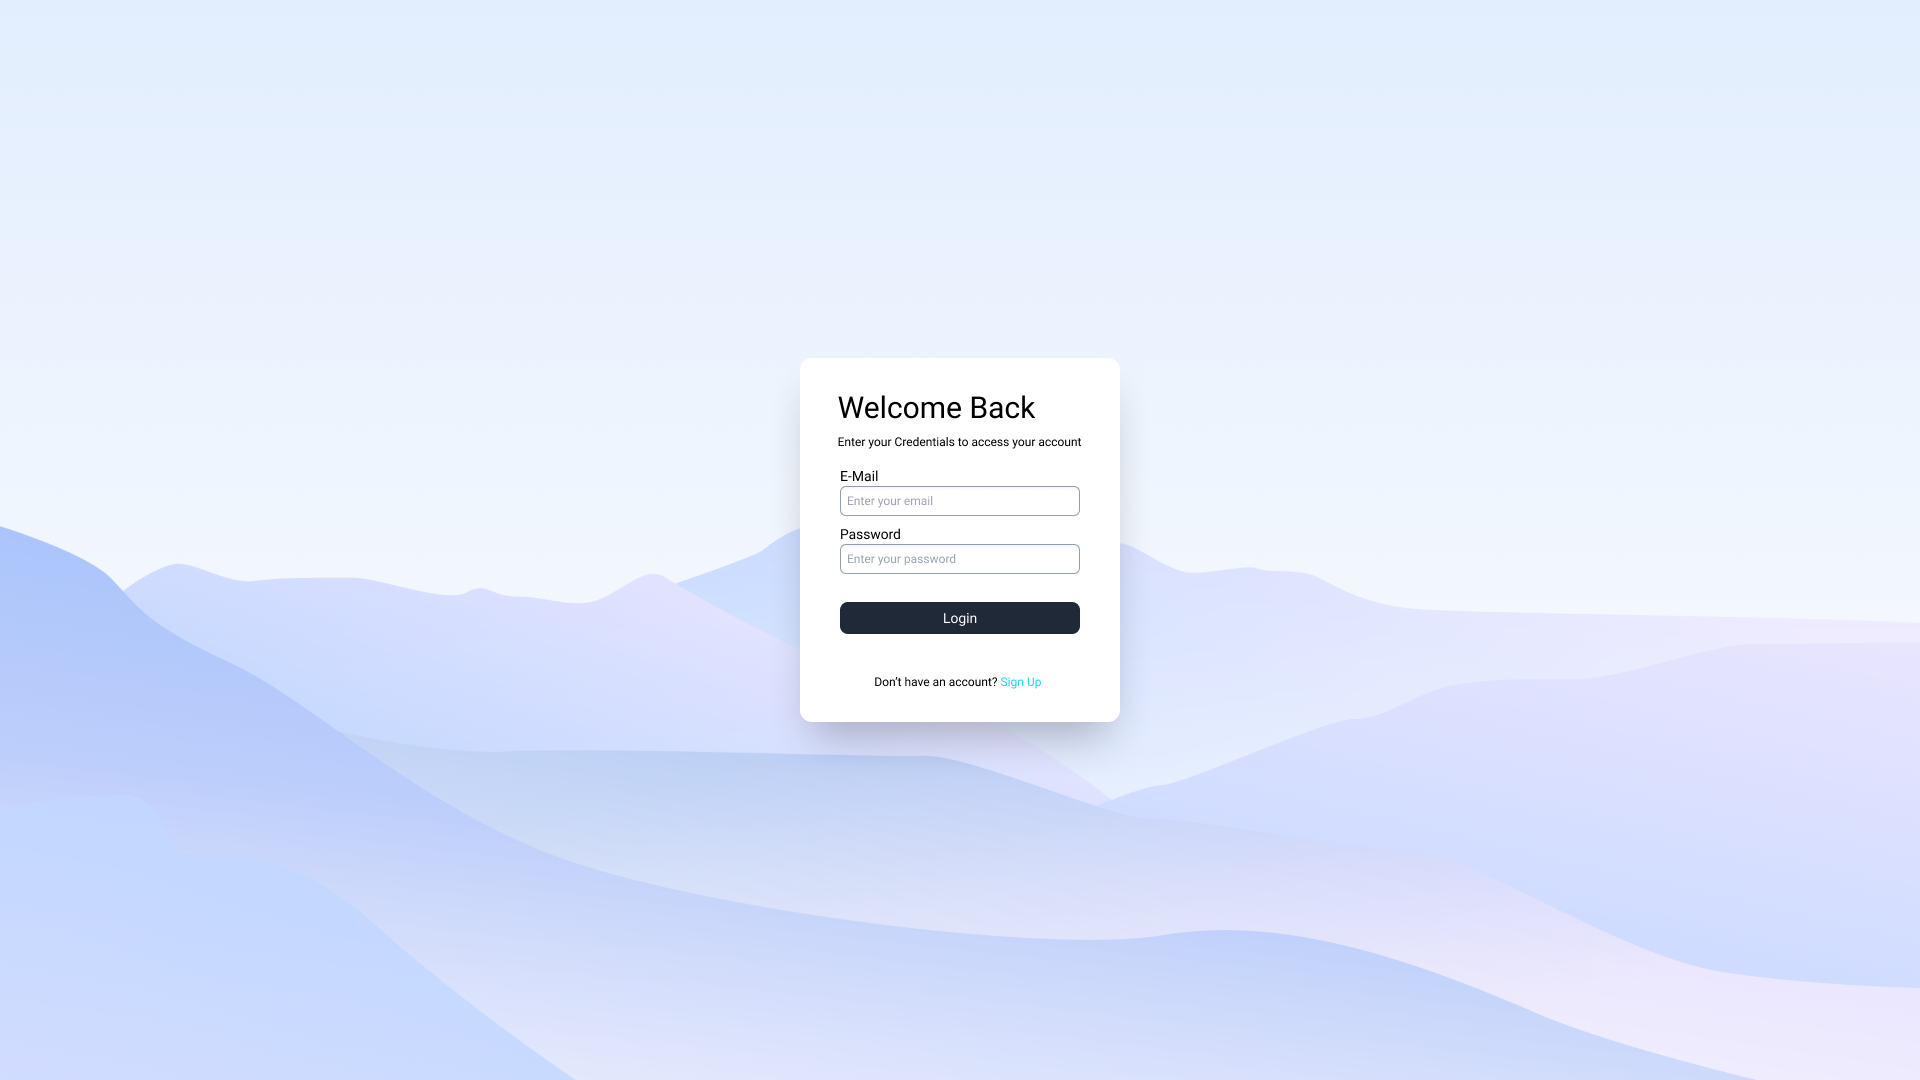 Welcome Back
Enter your Credentials to access your account
E-Mail
Enter your email
Password
Enter your password
Login
Don't have an account? Sign Up